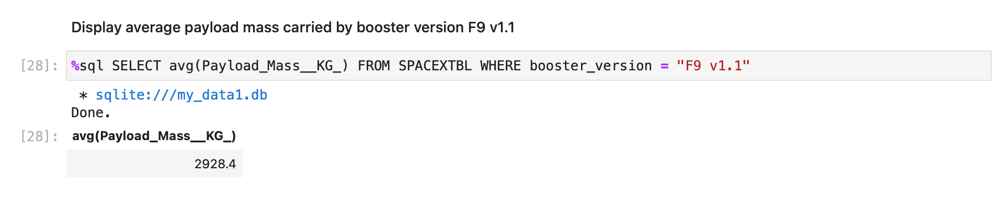 Display average payload mass carried by booster version F9 v1.1
[28]: %sql SELECT avg(Payload_Mass__KG_) FROM SPACEXTBL WHERE booster_version = "F9 v1.1"
* sqlite:///my_data1.db
Done.
[28]: avg(Payload_Mass__KG_)
2928.4